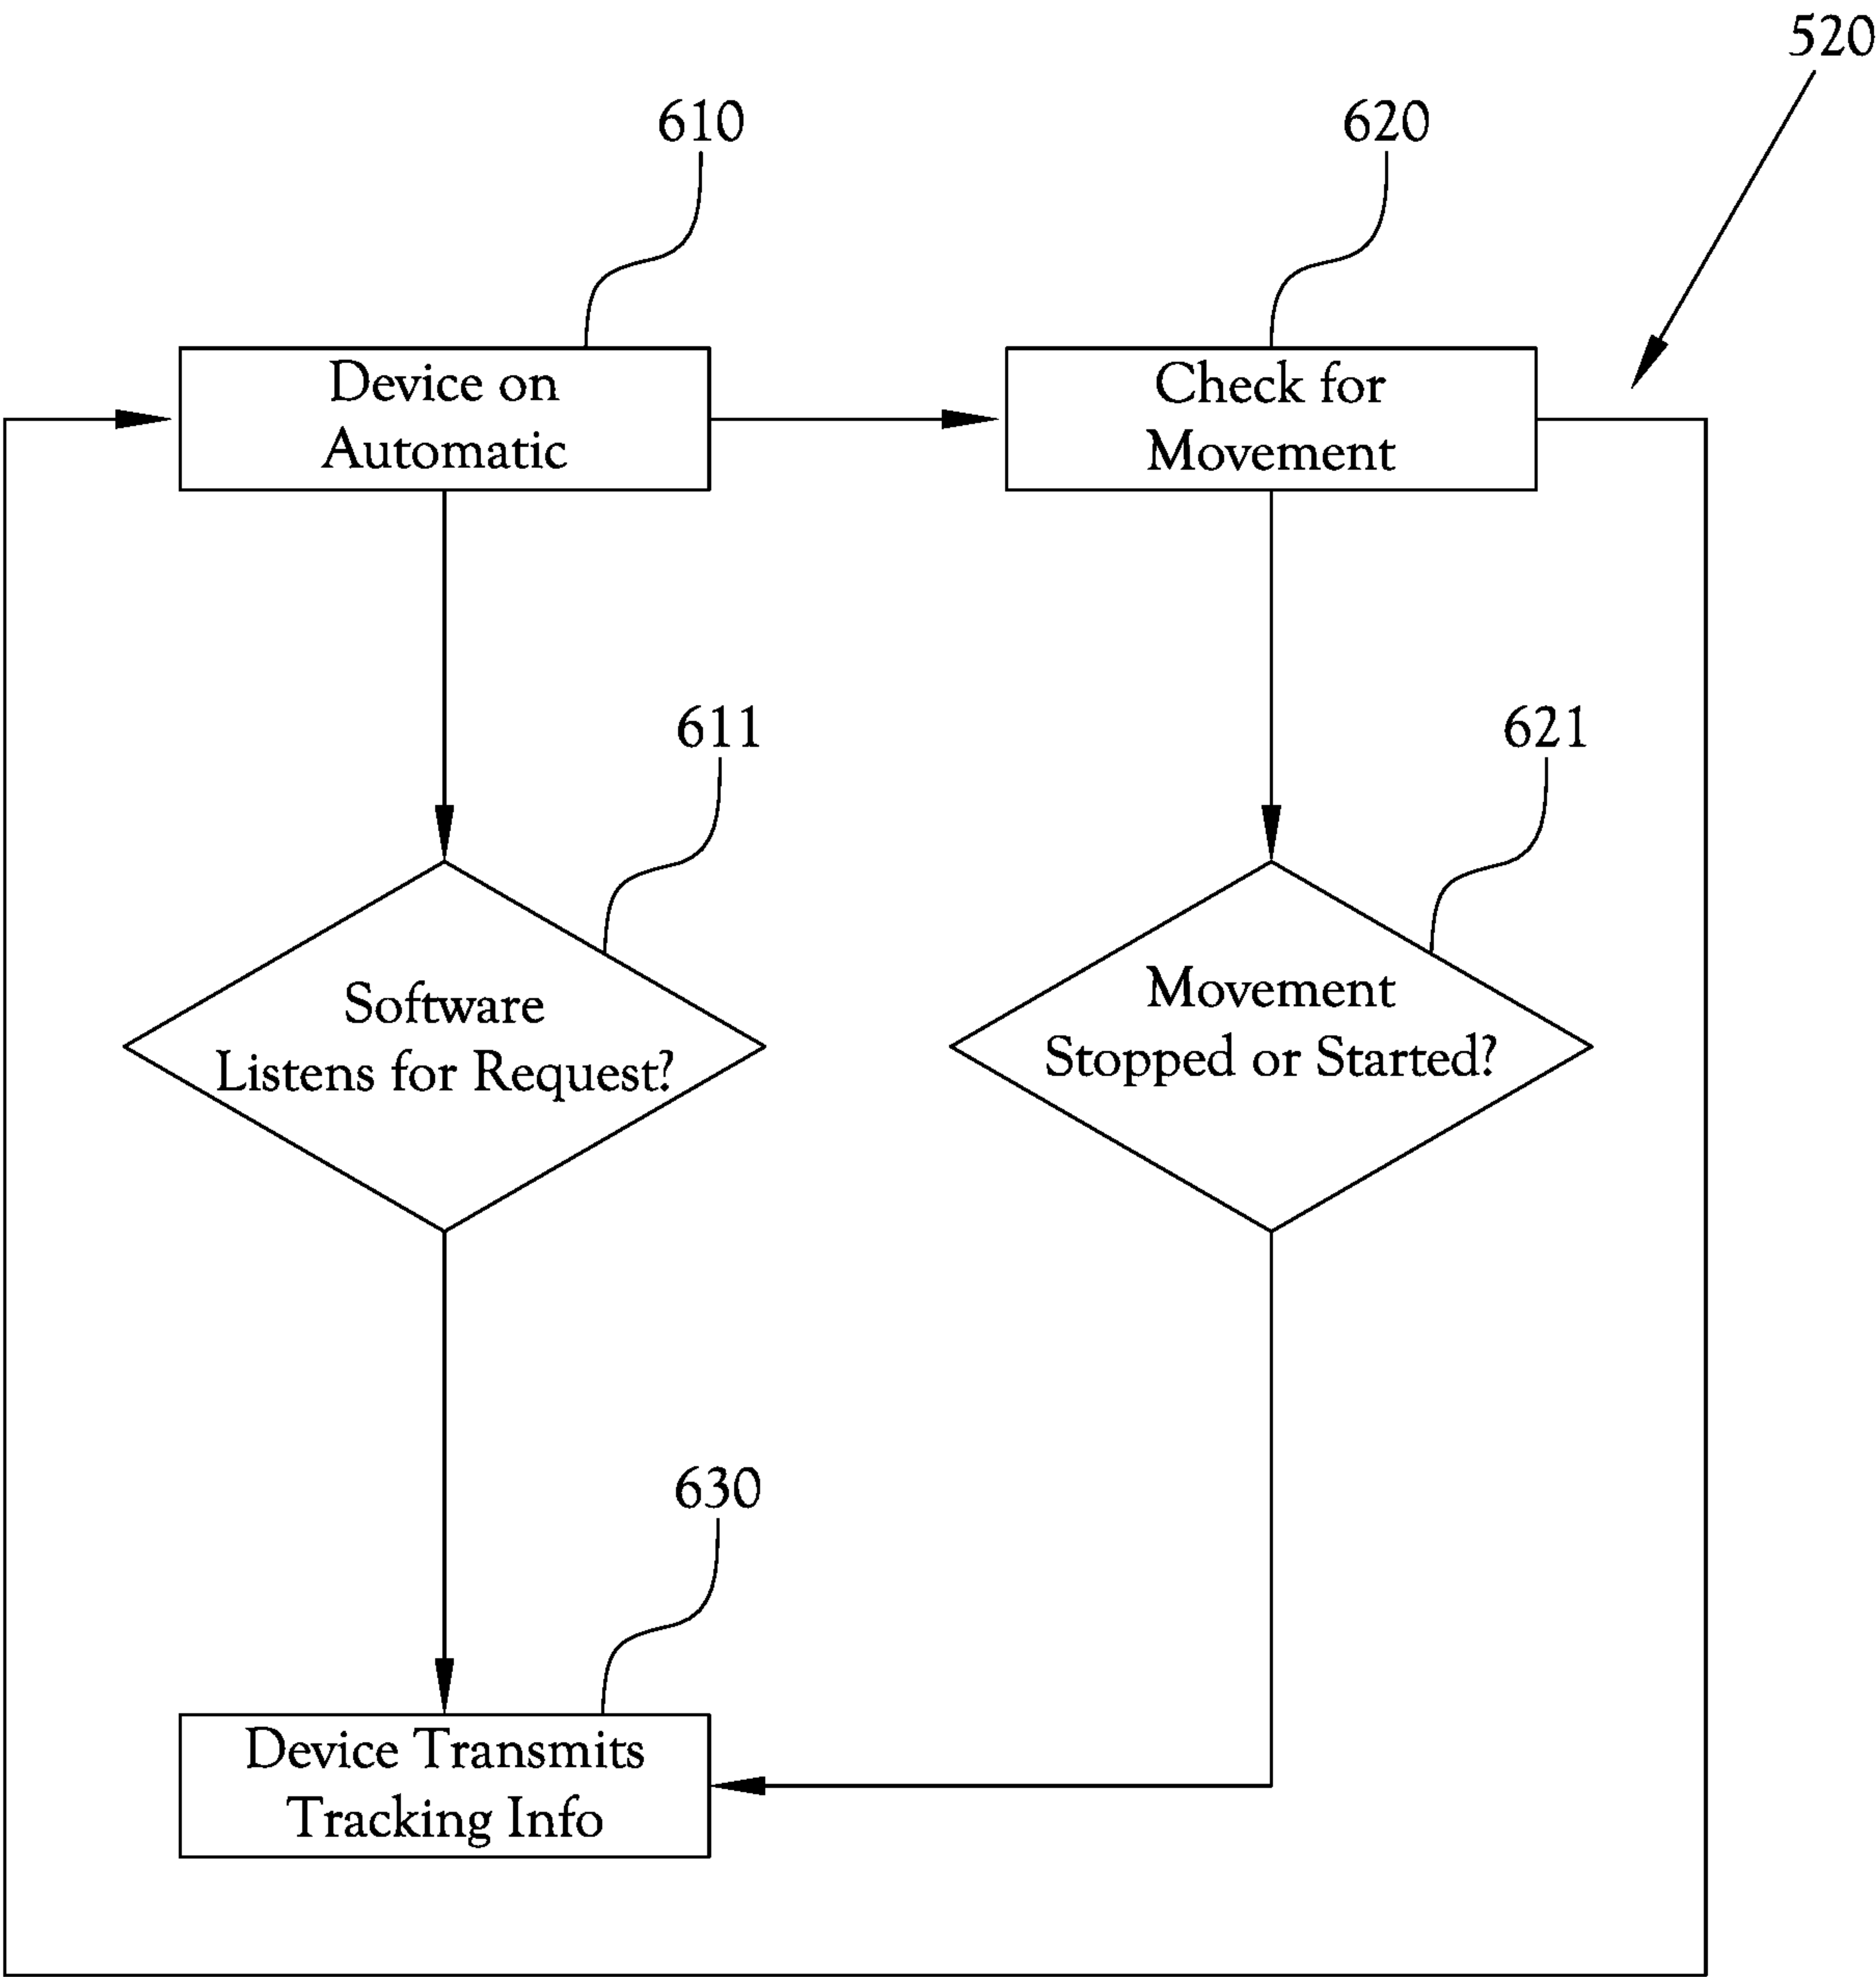 520
610
620
Device on
Automatic
Check for
Movement
611
621
Software
Listens for Request?
Movement
Stopped or Started?
630
Device Transmits
Tracking Info